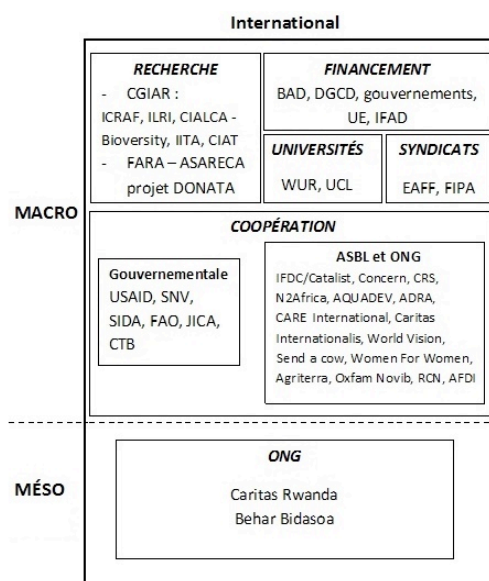 International
RECHERCHE
- CGIAR :
ICRAF, ILRI, CIALCA -
Bioversity, IITA, CIAT
- FARA – ASARECA
projet DONATA
FINANCEMENT
BAD, DGCD, gouvernements,
UE, IFAD
UNIVERSITÉS
WUR, UCL
SYNDICATS
EAFF, FIPA
MACRO
COOPÉRATION
Gouvernementale
USAID, SNV,
SIDA, FAO, JICA,
CTB
ASBL et ONG
IFDC/Catalist, Concern, CRS,
N2Africa, AQUADEV, ADRA,
CARE International, Caritas
Internationalis, World Vision,
Send a cow, Women For Women,
Agriterra, Oxfam Novib, RCN, AFDI
MÉSO
ONG
Caritas Rwanda
Behar Bidasoa